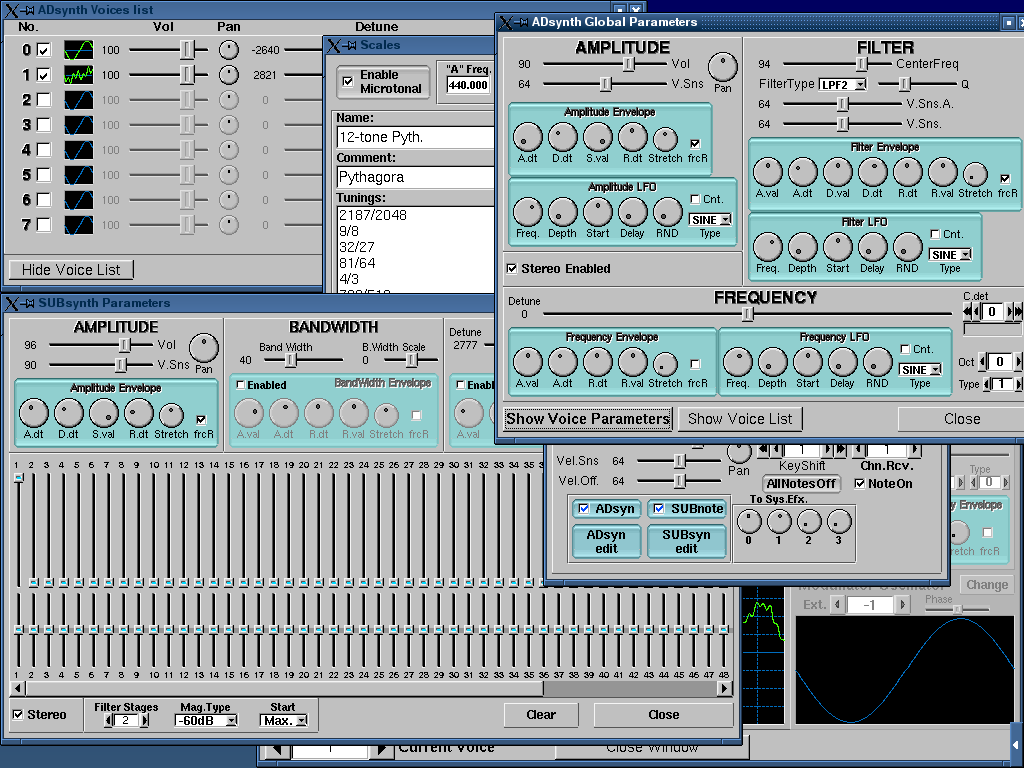 ADsynth Voices list
No. Vol Pan Detune
0 100 -2640
1 100 2821
2 100 0
3 100 0
4 100 0
5 100 0
6 100 0
7 100 0
Hide Voice List
Scales
Enable Microtonal
"A" Freq.
440.000
Name:
12-tone Pyth.
Comment:
Pythagora
Tunings:
2187/2048
9/8
32/27
81/64
4/3
ADsynth Global Parameters
AMPLITUDE
90 Vol
64 V.Sns
Pan
Amplitude Envelope
A.dt D.dt S.val R.dt Stretch frcR
Amplitude LFO
Cnt.
SINE
Freq. Depth Start Delay RND Type
Stereo Enabled
FILTER
94 CenterFreq
FilterType LPF2 Q
64 V.Sns.A.
64 V.Sns.
Filter Envelope
A.val A.dt D.val D.dt R.dt R.val Stretch frcR
Filter LFO
Cnt.
SINE
Freq. Depth Start Delay RND Type
FREQUENCY
Detune
0
C.det
0
Frequency Envelope
A.val A.dt R.dt R.val Stretch frcR
Frequency LFO
Cnt.
SINE
Freq. Depth Start Delay RND Type
Oct 0
Type 1
Show Voice Parameters Show Voice List Close
SUBsynth Parameters
AMPLITUDE
96 Vol
90 V.Sns
Pan
Amplitude Envelope
A.dt D.dt S.val R.dt Stretch frcR
BANDWIDTH
Band Width B.Width Scale
40 0
Enabled BandWidth Envelope
A.val A.dt R.dt R.val Stretch frcR
Detune
2777
A.val
1 2 3 4 5 6 7 8 9 10 11 12 13 14 15 16 17 18 19 20 21 22 23 24 25 26 27 28 29 30 31 32 33 34 35
1 2 3 4 5 6 7 8 9 10 11 12 13 14 15 16 17 18 19 20 21 22 23 24 25 26 27 28 29 30 31 32 33 34 35 36 37 38 39 40 41 42 43 44 45 46 47 48
Stereo
Filter Stages
2
Mag.Type
-60dB
Start
Max.
Clear Close
Vel.Sns 64
Vel.Off. 64
Pan
1 1
KeyShift Chn.Rcv.
AllNotesOff NoteOn
To Sys.Efx.
ADsyn SUBnote
ADsyn edit
SUBsyn edit
0 1 2 3
Type
0
Envelope
frcR
Change
Modulator Oscillator
Ext. -1 Phase
1 Current Voice Close Window